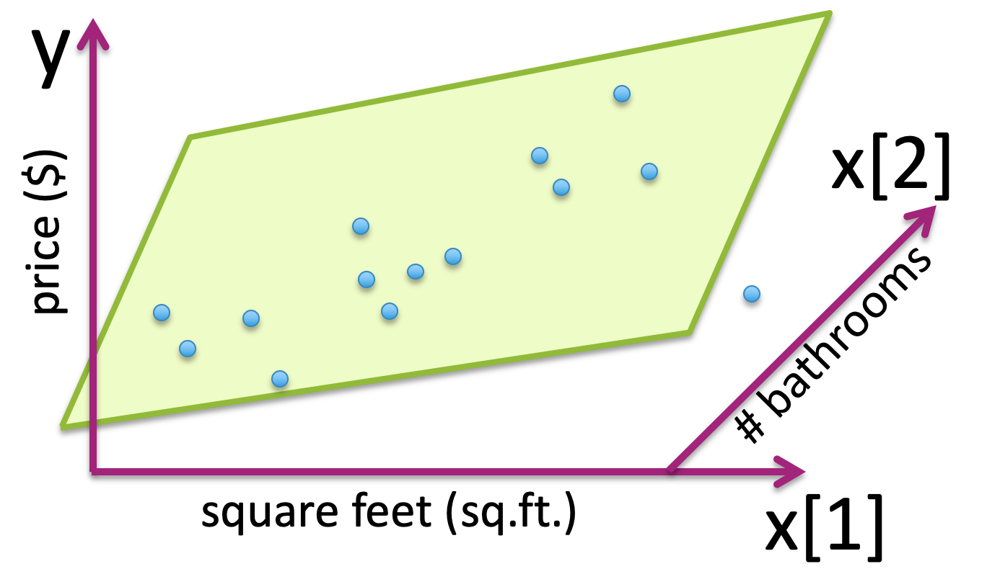 y
price ($)
x[2]
# bathrooms
square feet (sq.ft.)
x[1]